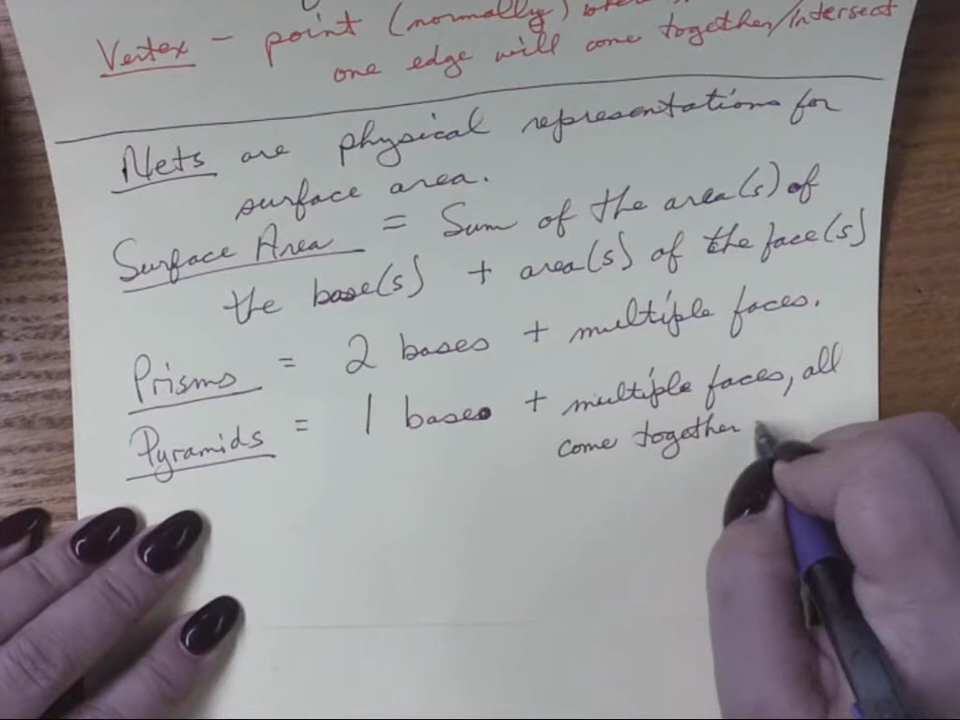 Vertex - point (normally)
one edge will come together/intersect
Nets are physical representations for
surface area.
Surface Area = Sum of the area(s) of
the base(s) + area(s) of the face(s)
Prisms = 2 bases + multiple faces.
Pyramids = 1 base + multiple faces, all
come together